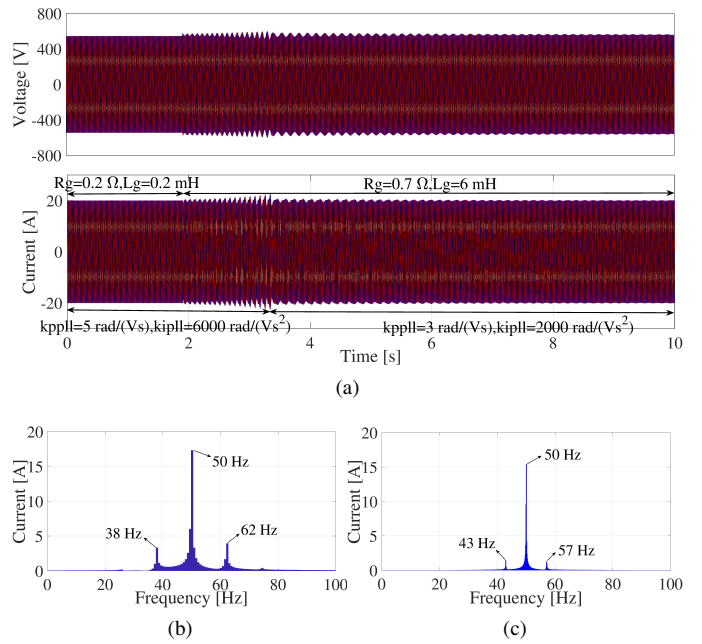 800
400
0
-400
-800
Voltage [V]
Rg=0.2 Ω,Lg=0.2 mH
Rg=0.7 Ω,Lg=6 mH
20
0
-20
Current [A]
kppll=5 rad/(Vs),kipll=6000 rad/(Vs²)
kppll=3 rad/(Vs),kipll=2000 rad/(Vs²)
0 2 4 6 8 10
Time [s]
(a)
20
15
10
5
0
Current [A]
50 Hz
38 Hz
62 Hz
0 20 40 60 80 100
Frequency [Hz]
(b)
20
15
10
5
0
Current [A]
50 Hz
43 Hz
57 Hz
0 20 40 60 80 100
Frequency [Hz]
(c)